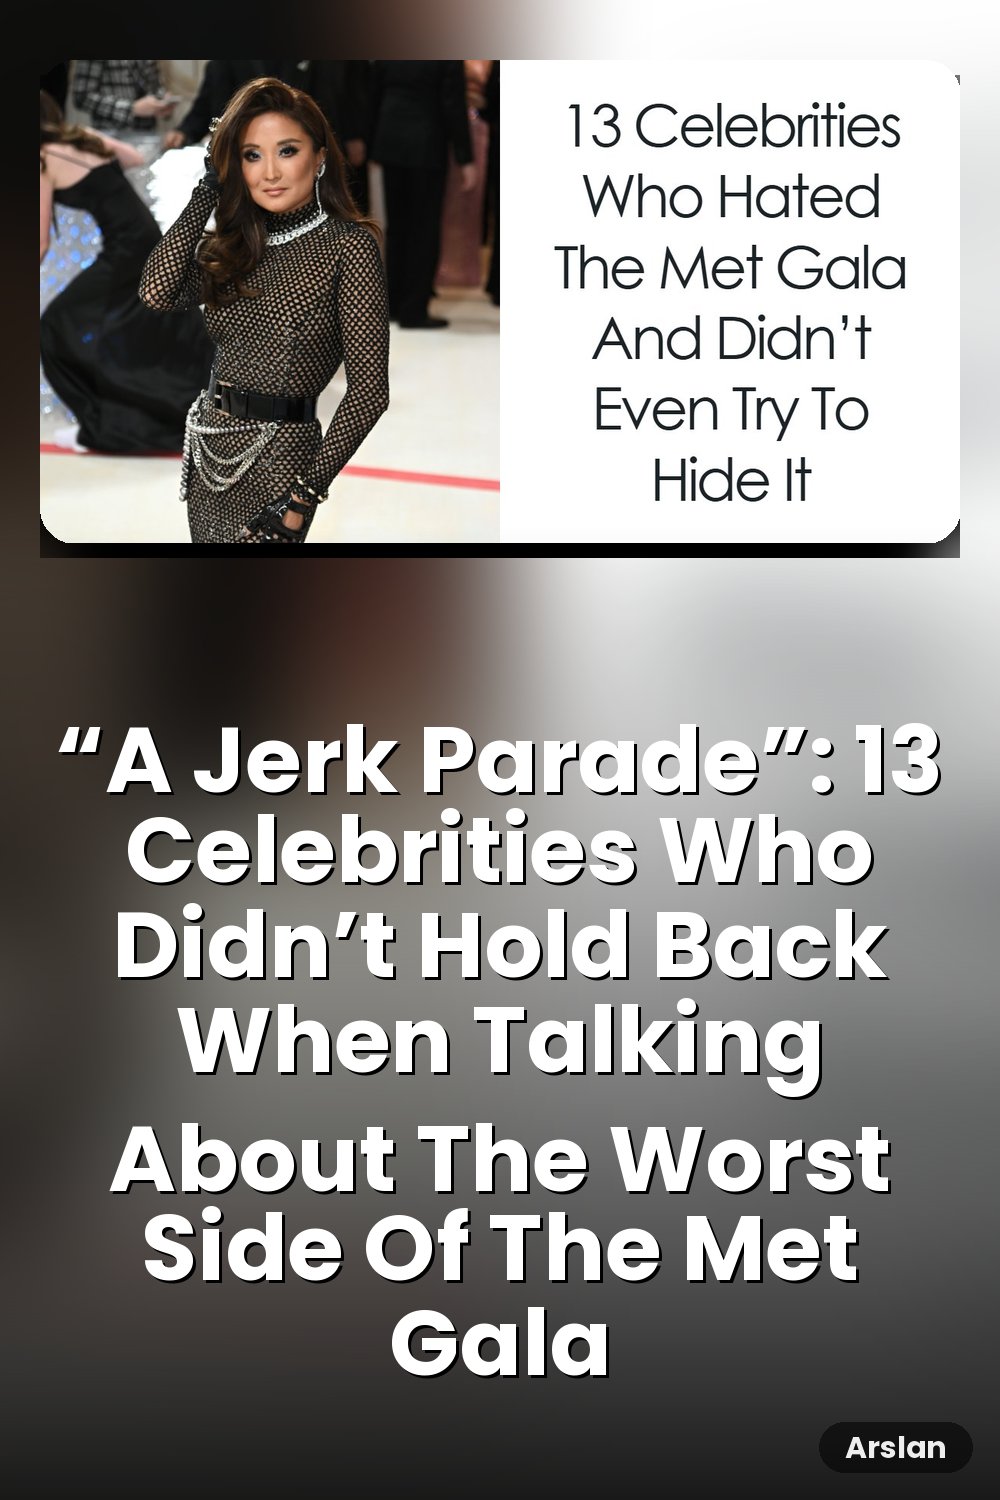 13 Celebrities
Who Hated
The Met Gala
And Didn’t
Even Try To
Hide It
“A Jerk Parade”: 13
Celebrities Who
Didn’t Hold Back
When Talking
About The Worst
Side Of The Met
Gala
Arslan